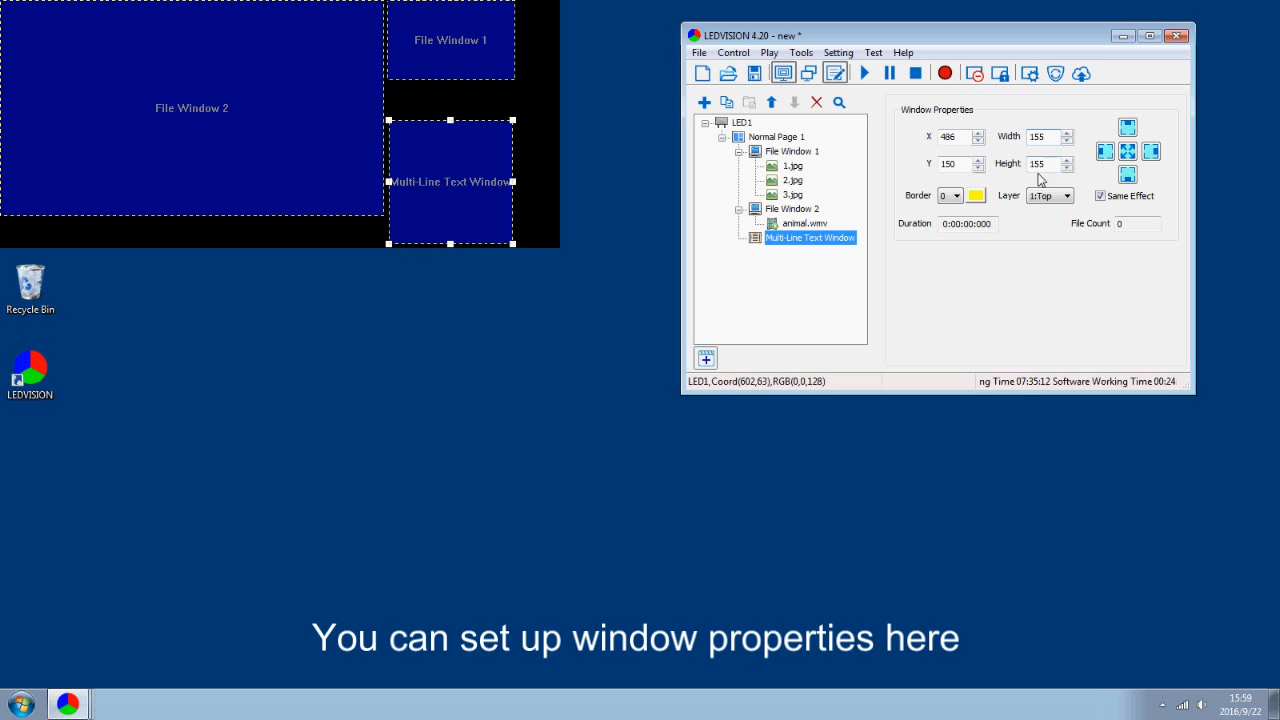 File Window 1
File Window 2
Multi-Line Text Window
Recycle Bin
LEDVISION
LEDVISION 4.20 - new *
File Control Play Tools Setting Test Help
LED1
Normal Page 1
File Window 1
1.jpg
2.jpg
3.jpg
File Window 2
animal.wmv
Multi-Line Text Window
Window Properties
X 486 Width 155
Y 150 Height 155
Border 0 Layer 1:Top Same Effect
Duration 0:00:00:000 File Count 0
LED1,Coord(602,63),RGB(0,0,128)
ng Time 07:35:12 Software Working Time 00:24:
You can set up window properties here
15:59
2016/9/22